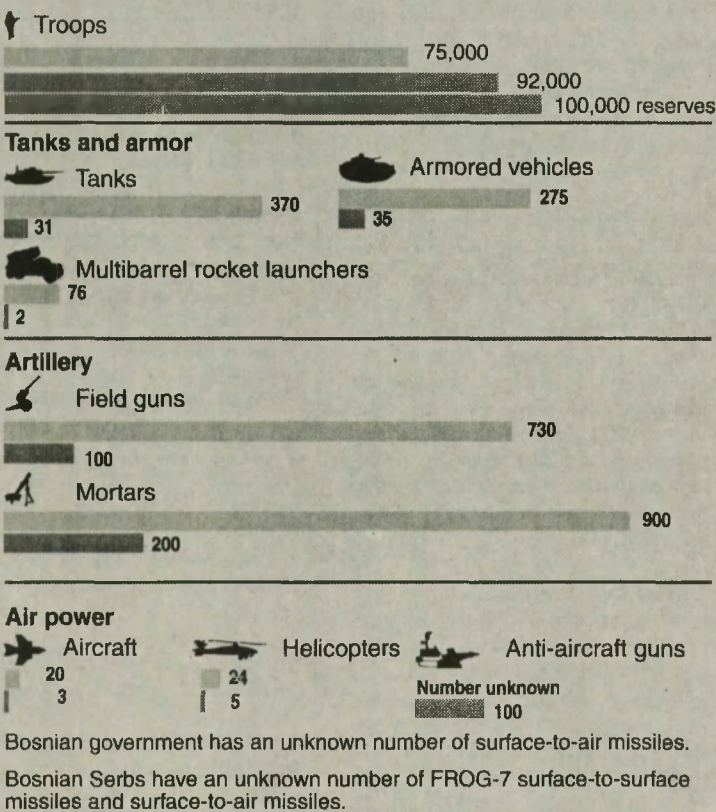 Troops
75,000
92,000
100,000 reserves
Tanks and armor
Tanks
370
31
Armored vehicles
275
35
Multibarrel rocket launchers
76
2
Artillery
Field guns
730
100
Mortars
900
200
Air power
Aircraft
20
3
Helicopters
24
5
Anti-aircraft guns
Number unknown
100
Bosnian government has an unknown number of surface-to-air missiles.
Bosnian Serbs have an unknown number of FROG-7 surface-to-surface
missiles and surface-to-air missiles.